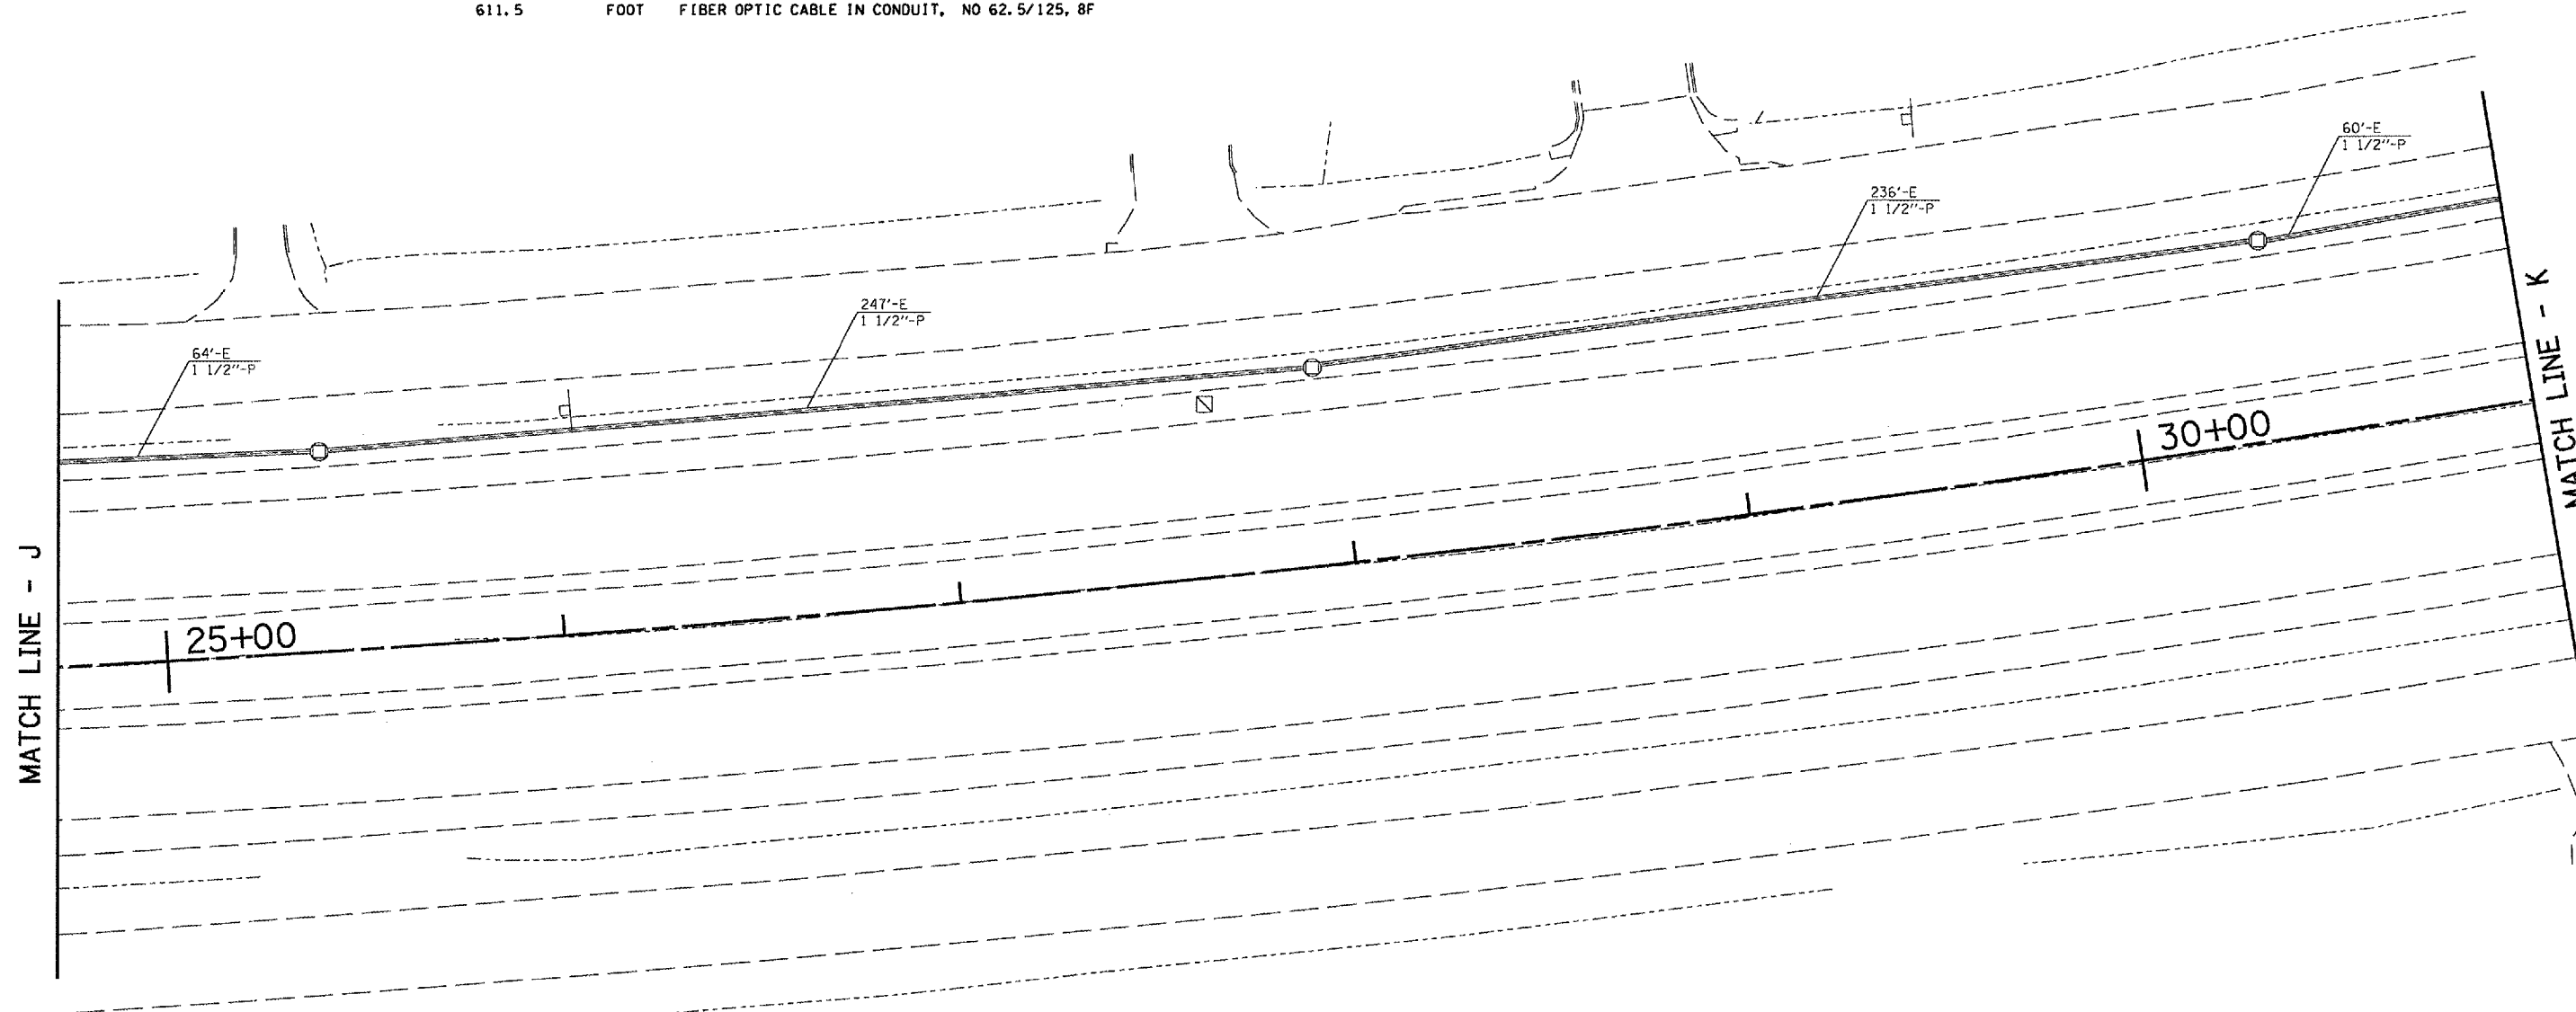 611.5 FOOT FIBER OPTIC CABLE IN CONDUIT, NO 62.5/125, 8F
60'-E
1 1/2"-P
236'-E
1 1/2"-P
247'-E
1 1/2"-P
64'-E
1 1/2"-P
30+00
25+00
MATCH LINE - J
MATCH LINE - K